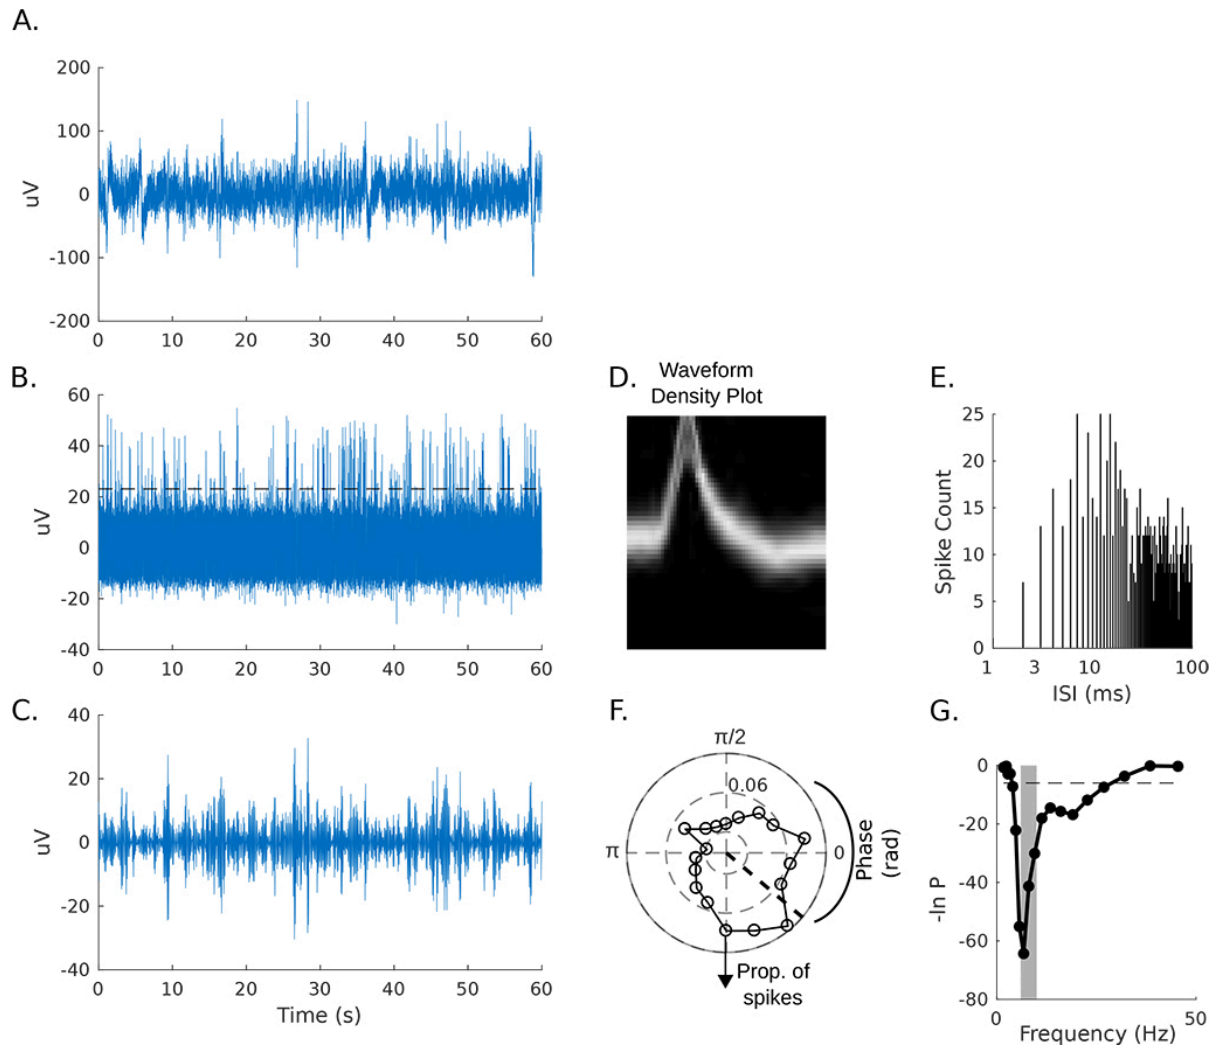 A.
200
100
0
-100
-200
uV
0 10 20 30 40 50 60
B.
60
40
20
0
-20
-40
uV
0 10 20 30 40 50 60
C.
40
20
0
-20
-40
uV
0 10 20 30 40 50 60
Time (s)
D.
Waveform
Density Plot
E.
25
20
15
10
5
0
Spike Count
1 3 10 100
ISI (ms)
F.
π/2
0.06
π
0
Phase
(rad)
Prop. of
spikes
G.
0
-20
-40
-60
-80
-ln P
0 50
Frequency (Hz)